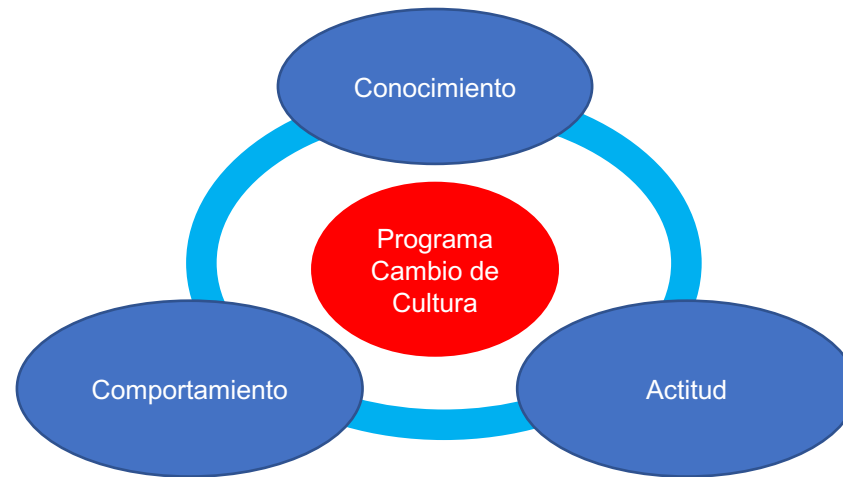 Conocimiento
Programa
Cambio de
Cultura
Comportamiento
Actitud